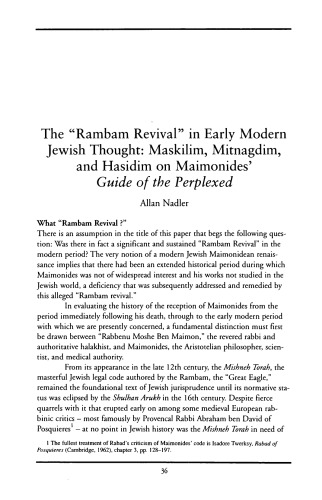 The “Rambam Revival” in Early Modern
Jewish Thought: Maskilim, Mitnagdim,
and Hasidim on Maimonides’
Guide of the Perplexed
Allan Nadler
What “Rambam Revival ?”
There is an assumption in the title of this paper that begs the following ques-
tion: Was there in fact a significant and sustained “Rambam Revival” in the
modern period? The very notion of a modern Jewish Maimonidean renais-
sance implies that there had been an extended historical period during which
Maimonides was not of widespread interest and his works not studied in the
Jewish world, a deficiency that was subsequently addressed and remedied by
this alleged “Rambam revival.”
In evaluating the history of the reception of Maimonides from the
period immediately following his death, through to the early modern period
with which we are presently concerned, a fundamental distinction must first
be drawn between “Rabbenu Moshe Ben Maimon,” the revered rabbi and
authoritative halakhist, and Maimonides, the Aristotelian philosopher, scien-
tist, and medical authority.
From its appearance in the late 12th century, the Mishneh Torah, the
masterful Jewish legal code authored by the Rambam, the “Great Eagle,”
remained the foundational text of Jewish jurisprudence until its normative sta-
tus was eclipsed by the Shulhan Arukh in the 16th century. Despite fierce
quarrels with it that erupted early on among some medieval European rab-
binic critics – most famously by Provencal Rabbi Abraham ben David of
Posquieres1 – at no point in Jewish history was the Mishneh Torah in need of
1 The fullest treatment of Rabad’s criticism of Maimonides’ code is Isadore Twersky, Rabad of
Posquieres (Cambridge, 1962), chapter 3, pp. 128-197.
36